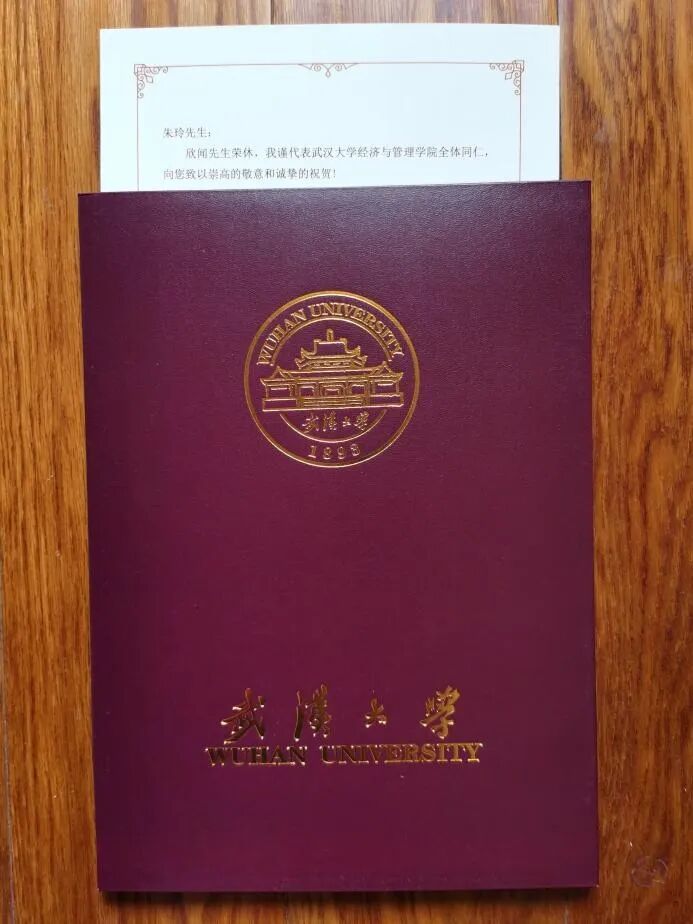 朱玲先生：
欣闻先生荣休，我谨代表武汉大学经济与管理学院全体同仁，
向您致以崇高的敬意和诚挚的祝贺！
WUHAN UNIVERSITY
武漢大學
1893
武漢大學
WUHAN UNIVERSITY